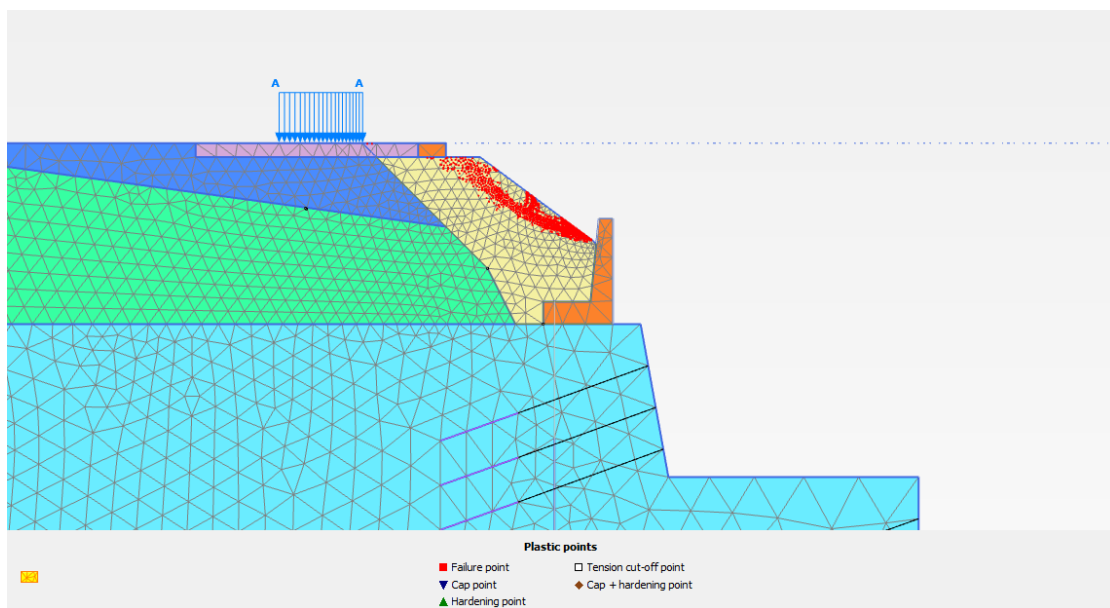 A A
Plastic points
Failure point Tension cut-off point
Cap point Cap + hardening point
Hardening point